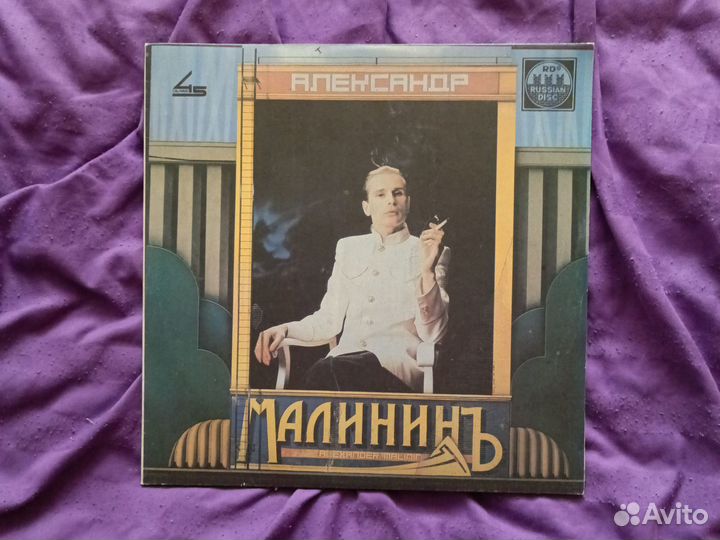 АЛЕКСАНДР
RD
RUSSIAN
DISC
МАЛИНИНЪ
ALEXANDER MALININ
Avito